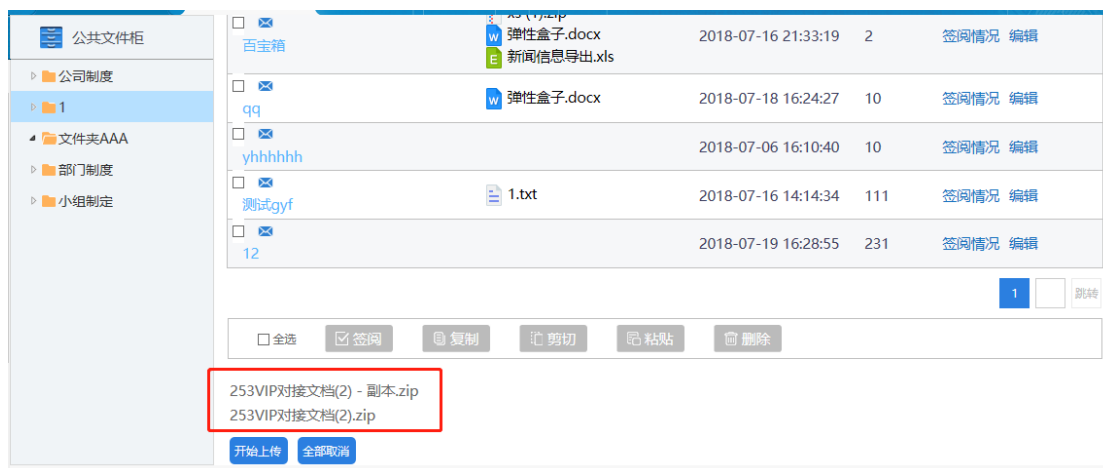 公共文件柜
公司制度
1
文件夹AAA
部门制度
小组制定
百宝箱
xs (1).zip
弹性盒子.docx
新闻信息导出.xls
2018-07-16 21:33:19 2 签阅情况 编辑
qq 弹性盒子.docx 2018-07-18 16:24:27 10 签阅情况 编辑
yhhhhhh 2018-07-06 16:10:40 10 签阅情况 编辑
测试gyf 1.txt 2018-07-16 14:14:34 111 签阅情况 编辑
12 2018-07-19 16:28:55 231 签阅情况 编辑
1 跳转
全选 签阅 复制 剪切 粘贴 删除
253VIP对接文档(2) - 副本.zip
253VIP对接文档(2).zip
开始上传 全部取消